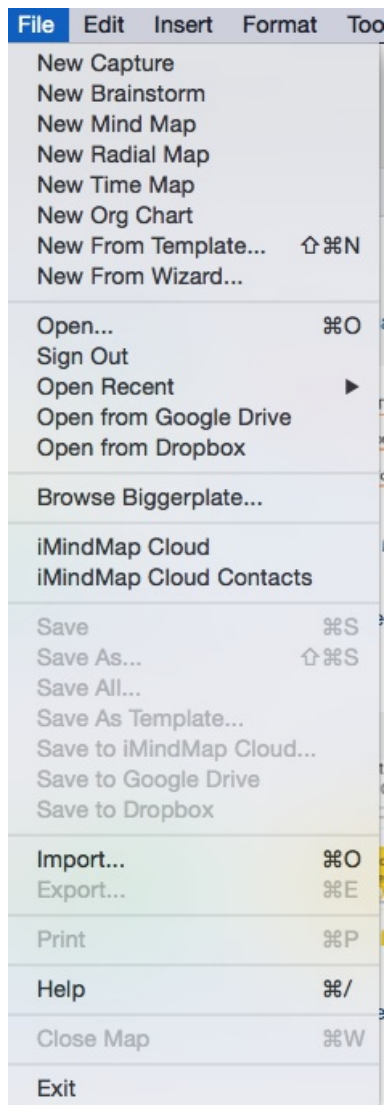 File Edit Insert Format Too
New Capture
New Brainstorm
New Mind Map
New Radial Map
New Time Map
New Org Chart
New From Template... ⇧⌘N
New From Wizard...
Open... ⌘O
Sign Out
Open Recent ▶
Open from Google Drive
Open from Dropbox
Browse Biggerplate...
iMindMap Cloud
iMindMap Cloud Contacts
Save ⌘S
Save As... ⇧⌘S
Save All...
Save As Template...
Save to iMindMap Cloud...
Save to Google Drive
Save to Dropbox
Import... ⌘O
Export... ⌘E
Print ⌘P
Help ⌘/
Close Map ⌘W
Exit